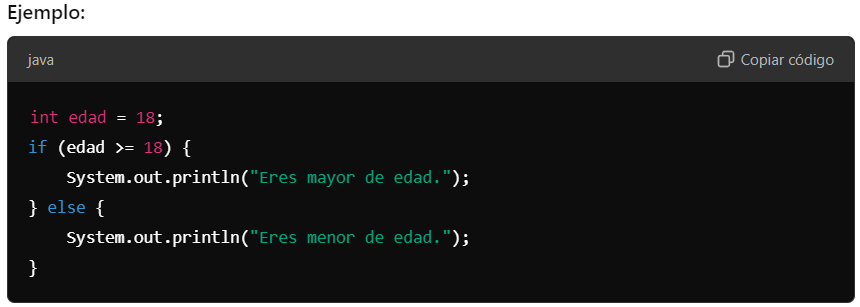 Ejemplo:
java
Copiar código
int edad = 18;
if (edad >= 18) {
    System.out.println("Eres mayor de edad.");
} else {
    System.out.println("Eres menor de edad.");
}